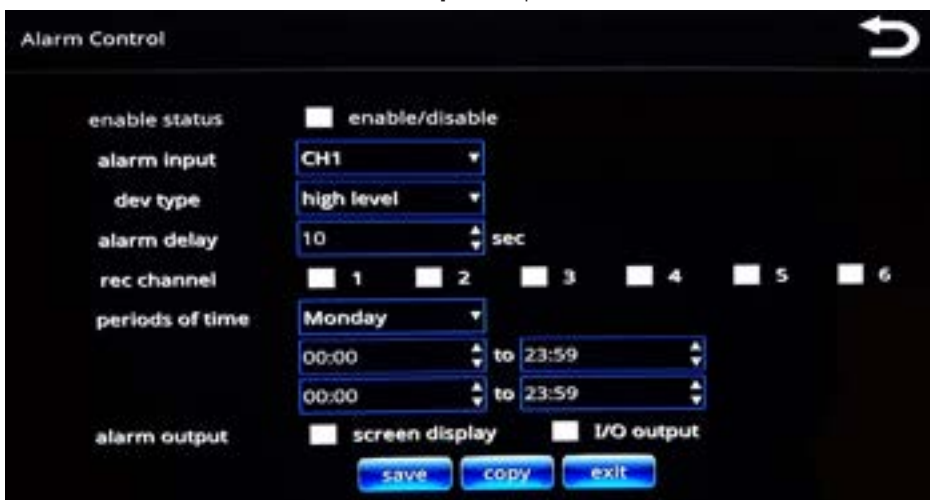 Alarm Control
enable status enable/disable
alarm input CH1
dev type high level
alarm delay 10 sec
rec channel 1 2 3 4 5 6
periods of time Monday
00:00 to 23:59
00:00 to 23:59
alarm output screen display I/O output
save copy exit